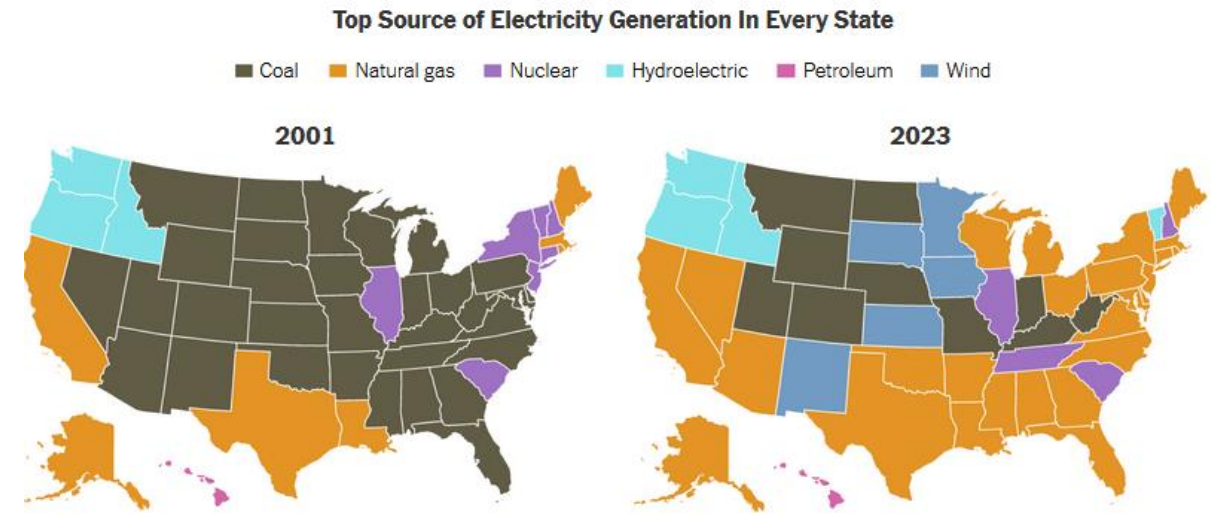 Top Source of Electricity Generation In Every State
Coal Natural gas Nuclear Hydroelectric Petroleum Wind
2001 2023